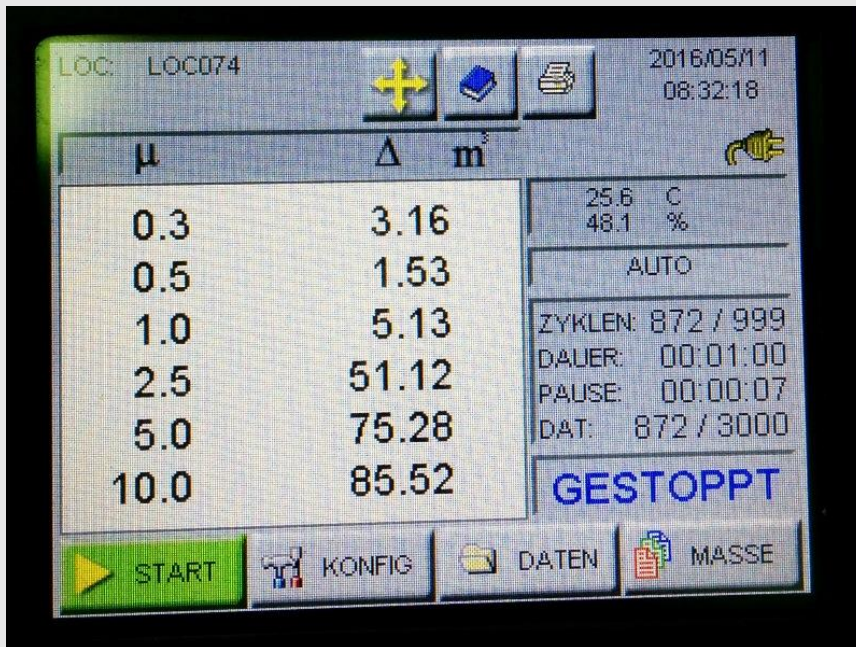 LOC: LOC074
2016/05/11
08:32:18
µ Δ m³
0.3 3.16
0.5 1.53
1.0 5.13
2.5 51.12
5.0 75.28
10.0 85.52
25.6 C
48.1 %
AUTO
ZYKLEN: 872 / 999
DAUER: 00:01:00
PAUSE: 00:00:07
DAT: 872 / 3000
GESTOPPT
START KONFIG DATEN MASSE